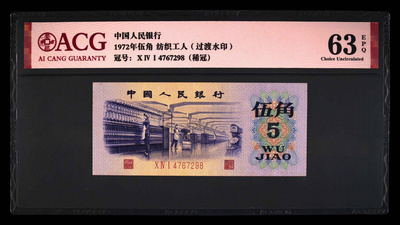 ACG
AI CANG GUARANTY
中国人民银行
1972年伍角 纺织工人（过渡水印）
冠号：X IV I 4767298（稀冠）
63 EPQ
Choice Uncirculated
中國人民銀行
伍角
5
WU
JIAO
X IV I 4767298